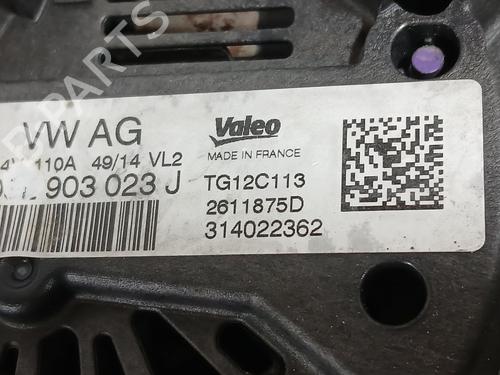 PARTS
VW AG
110A 49/14 VL2
903 023 J
Valeo
MADE IN FRANCE
TG12C113
2611875D
314022362